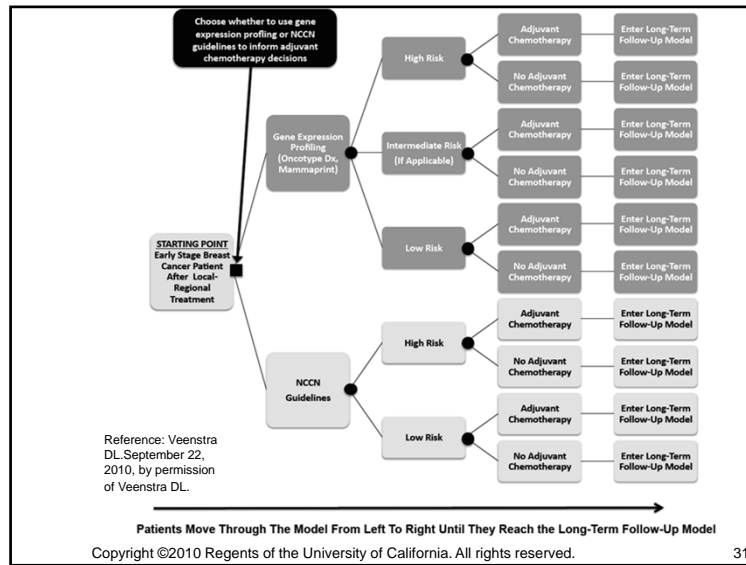 Choose whether to use gene
expression profling or NCCN
guidelines to inform adjuvant
chemotherapy decisions
Gene Expression
Profiling
(Oncotype Dx,
Mammaprint)
High Risk
Adjuvant
Chemotherapy
Enter Long-Term
Follow-Up Model
No Adjuvant
Chemotherapy
Enter Long-Term
Follow-Up Model
Intermediate Risk
(If Applicable)
Adjuvant
Chemotherapy
Enter Long-Term
Follow-Up Model
No Adjuvant
Chemotherapy
Enter Long-Term
Follow-Up Model
Low Risk
Adjuvant
Chemotherapy
Enter Long-Term
Follow-Up Model
No Adjuvant
Chemotherapy
Enter Long-Term
Follow-Up Model
STARTING POINT
Early Stage Breast
Cancer Patient
After Local-
Regional
Treatment
NCCN
Guidelines
High Risk
Adjuvant
Chemotherapy
Enter Long-Term
Follow-Up Model
No Adjuvant
Chemotherapy
Enter Long-Term
Follow-Up Model
Low Risk
Adjuvant
Chemotherapy
Enter Long-Term
Follow-Up Model
No Adjuvant
Chemotherapy
Enter Long-Term
Follow-Up Model
Reference: Veenstra
DL.September 22,
2010, by permission
of Veenstra DL.
Patients Move Through The Model From Left To Right Until They Reach the Long-Term Follow-Up Model
Copyright ©2010 Regents of the University of California. All rights reserved.
31